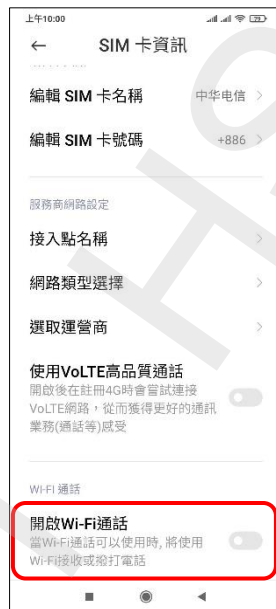 上午10:00
79
← SIM 卡資訊
編輯 SIM 卡名稱 中华电信 >
編輯 SIM 卡號碼 +886 >
服務商網路設定
接入點名稱 >
網路類型選擇 >
選取運營商 >
使用VoLTE高品質通話
開啟後在註冊4G時會嘗試連接
VoLTE網路，從而獲得更好的通訊
業務(通話等)感受
WI-FI 通話
開啟Wi-Fi通話
當Wi-Fi通話可以使用時, 將使用
Wi-Fi接收或撥打電話